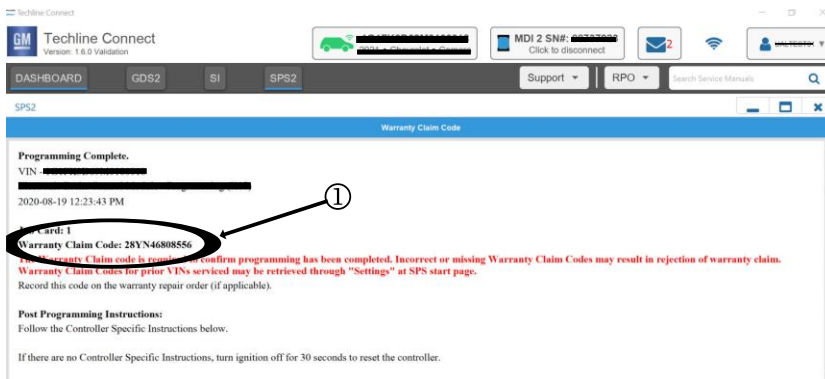 Techline Connect
GM
Techline Connect
Version: 1.6.0 Validation
2021 • Chevrolet • Camaro
MDI 2 SN#:
Click to disconnect
2
DASHBOARD GDS2 SI SPS2
Support RPO Search Service Manuals
SPS2
Warranty Claim Code
Programming Complete.
VIN -
2020-08-19 12:23:43 PM
①
Card: 1
Warranty Claim Code: 28YN46808556
The Warranty Claim code is required to confirm programming has been completed. Incorrect or missing Warranty Claim Codes may result in rejection of warranty claim.
Warranty Claim Codes for prior VINs serviced may be retrieved through "Settings" at SPS start page.
Record this code on the warranty repair order (if applicable).
Post Programming Instructions:
Follow the Controller Specific Instructions below.
If there are no Controller Specific Instructions, turn ignition off for 30 seconds to reset the controller.